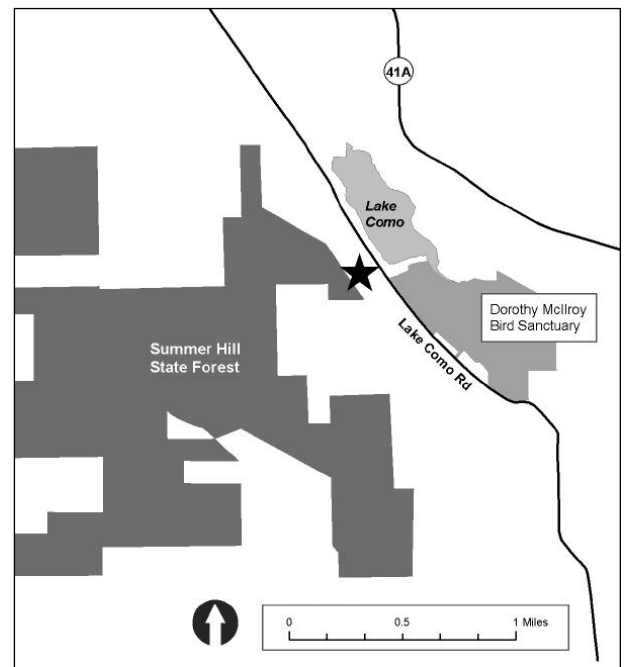 41A
Lake
Como
Dorothy McIlroy
Bird Sanctuary
Summer Hill
State Forest
Lake Como Rd
0
0.5
1 Miles